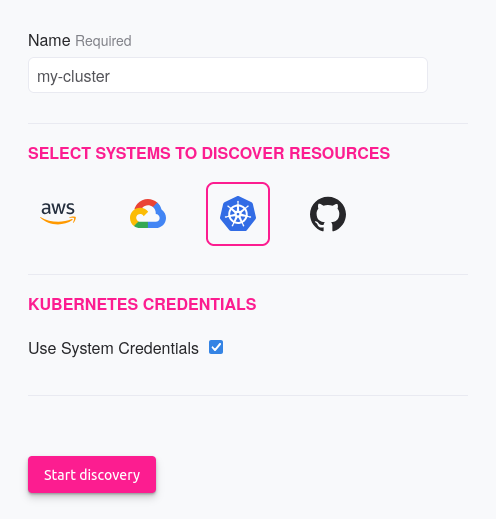 Name Required
my-cluster
SELECT SYSTEMS TO DISCOVER RESOURCES
aws
KUBERNETES CREDENTIALS
Use System Credentials
Start discovery